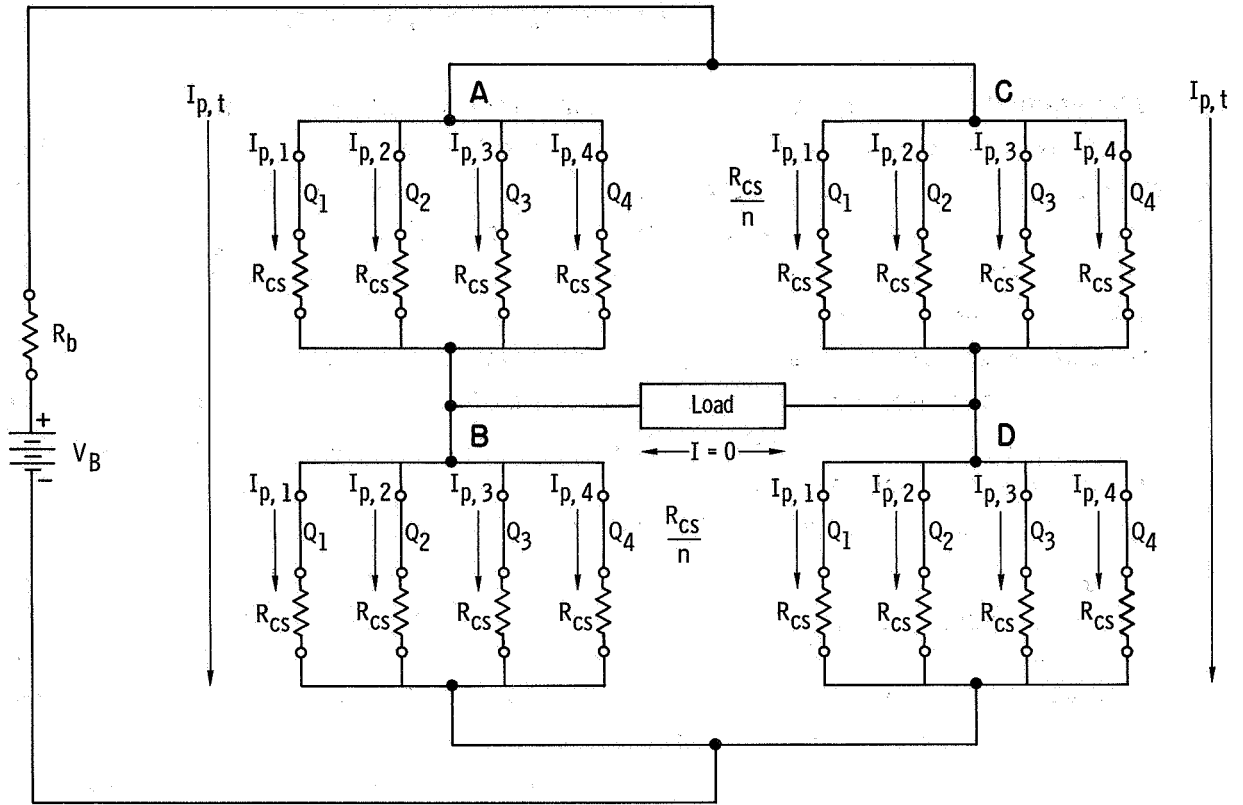 A C
I_p,t I_p,t
I_p,1 I_p,2 I_p,3 I_p,4 I_p,1 I_p,2 I_p,3 I_p,4
R_cs/n
Q_1 Q_2 Q_3 Q_4 Q_1 Q_2 Q_3 Q_4
R_cs R_cs R_cs R_cs R_cs R_cs R_cs R_cs
R_b
Load
+
V_B
−
B D
I = 0
I_p,1 I_p,2 I_p,3 I_p,4 I_p,1 I_p,2 I_p,3 I_p,4
R_cs/n
Q_1 Q_2 Q_3 Q_4 Q_1 Q_2 Q_3 Q_4
R_cs R_cs R_cs R_cs R_cs R_cs R_cs R_cs